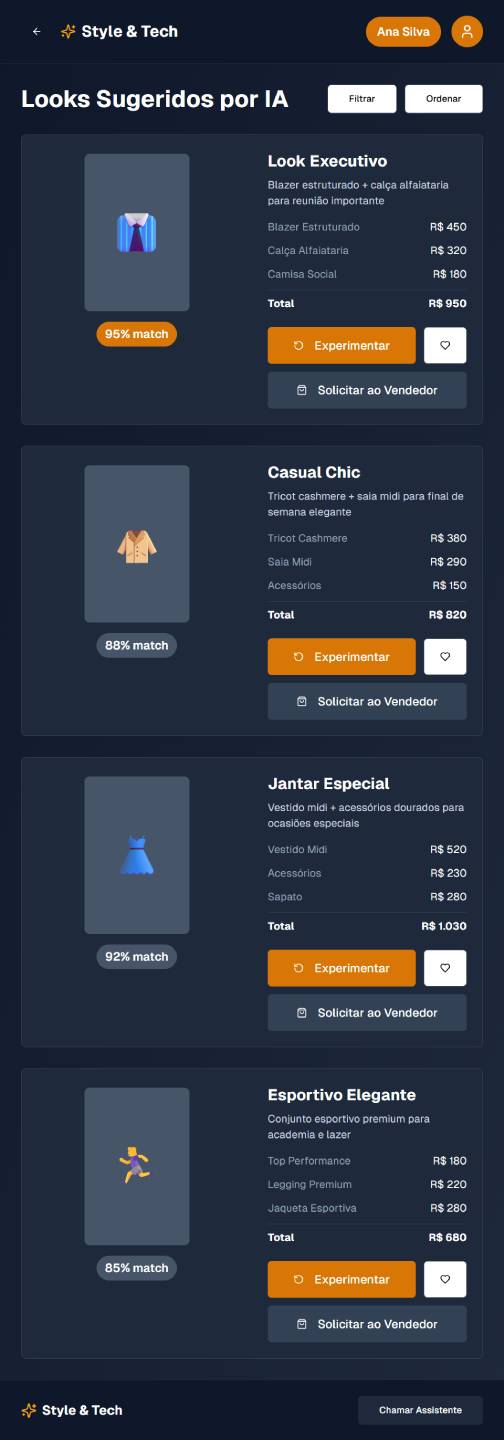 Style & Tech
Ana Silva
Looks Sugeridos por IA
Filtrar
Ordenar
Look Executivo
Blazer estruturado + calça alfaiataria
para reunião importante
Blazer Estruturado R$ 450
Calça Alfaiataria R$ 320
Camisa Social R$ 180
Total R$ 950
95% match
Experimentar
Solicitar ao Vendedor
Casual Chic
Tricot cashmere + saia midi para final de
semana elegante
Tricot Cashmere R$ 380
Saia Midi R$ 290
Acessórios R$ 150
Total R$ 820
88% match
Experimentar
Solicitar ao Vendedor
Jantar Especial
Vestido midi + acessórios dourados para
ocasiões especiais
Vestido Midi R$ 520
Acessórios R$ 230
Sapato R$ 280
Total R$ 1.030
92% match
Experimentar
Solicitar ao Vendedor
Esportivo Elegante
Conjunto esportivo premium para
academia e lazer
Top Performance R$ 180
Legging Premium R$ 220
Jaqueta Esportiva R$ 280
Total R$ 680
85% match
Experimentar
Solicitar ao Vendedor
Style & Tech
Chamar Assistente